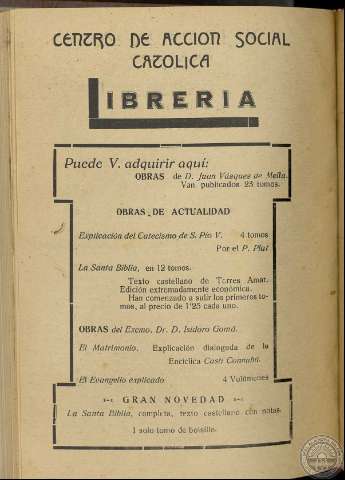 CENTRO DE ACCION SOCIAL
CATOLICA
LIBRERIA
Puede V. adquirir aquí:
OBRAS de D. Juan Vásques de Mella.
Van publicados 25 tomos.
OBRAS DE ACTUALIDAD
Explicación del Catecismo de S. Pío V. 4 tomos
Por el P. Plat
La Santa Biblia, en 12 tomos.
Texto castellano de Torres Amat.
Edición extremadamente económica.
Han comenzado a salir los primeros to-
mos, al precio de 1'25 cada uno.
OBRAS del Excmo. Dr. D. Isidoro Gomá.
El Matrimonio. Explicación dialogada de la
Encíclica Casti Connubii.
El Evangelio explicado 4 Volúmenes
GRAN NOVEDAD
La Santa Biblia, completa, texto castellano con notas.
1 solo tomo de bolsillo.